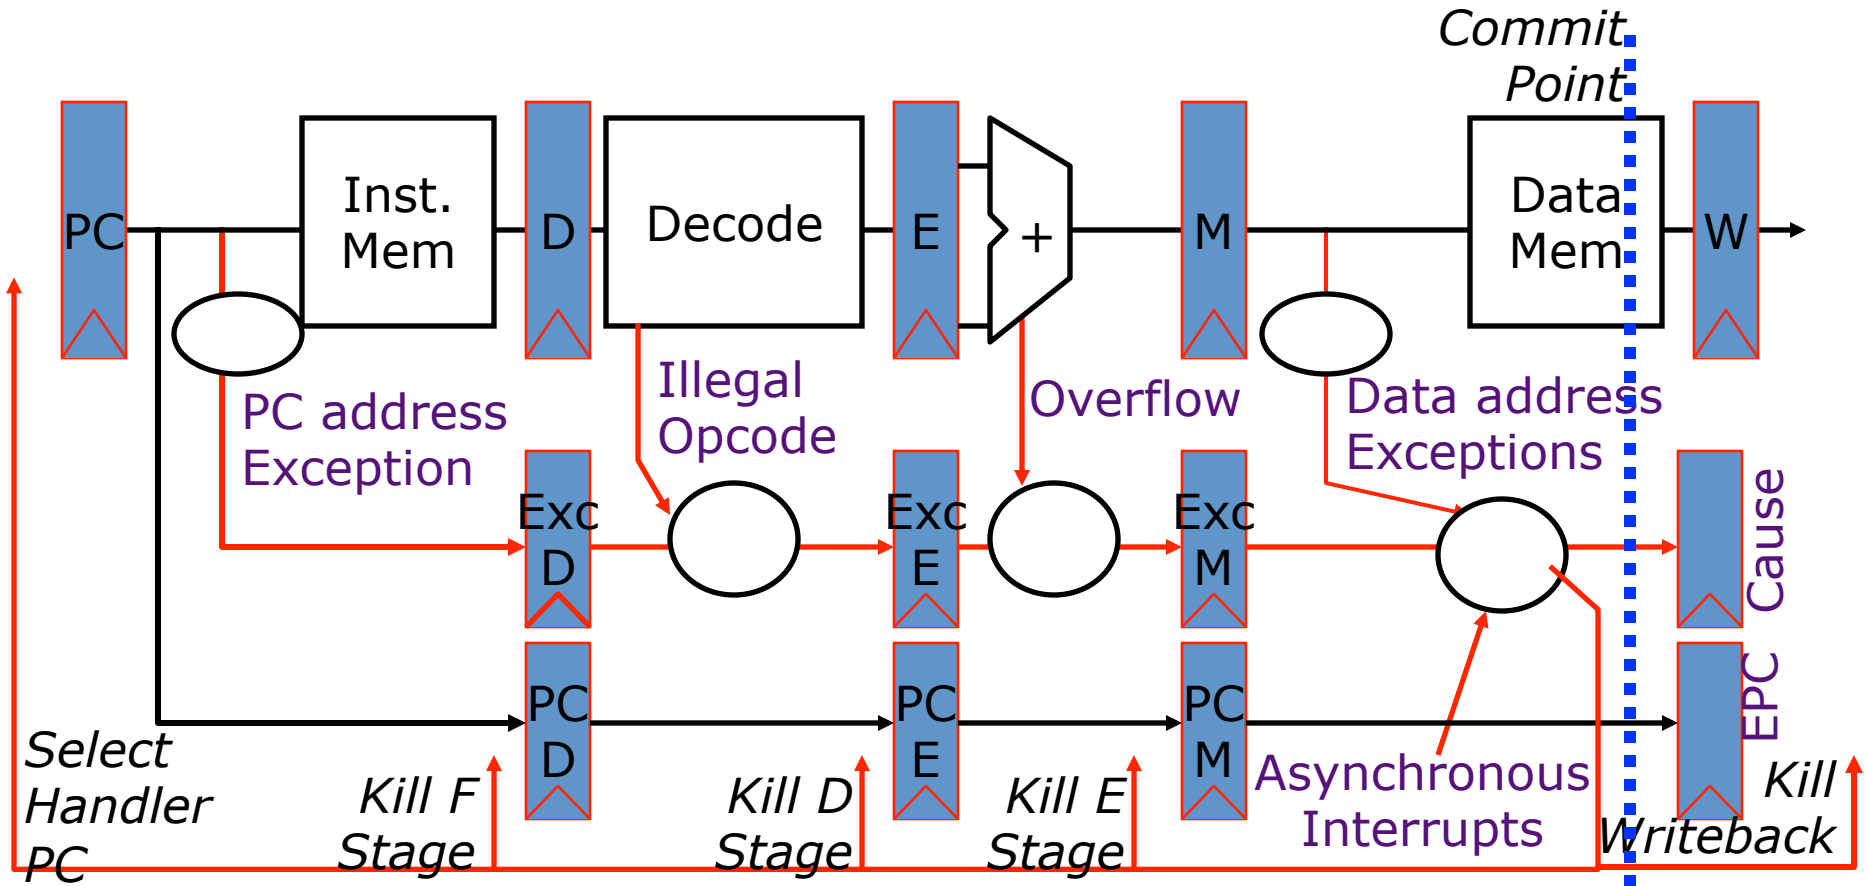 Commit
Point
PC
Inst.
Mem
D
Decode
E
+
M
Data
Mem
W
PC address
Exception
Illegal
Opcode
Overflow
Data address
Exceptions
Exc
D
Exc
E
Exc
M
Cause
PC
D
PC
E
PC
M
EPC
Select
Handler
PC
Kill F
Stage
Kill D
Stage
Kill E
Stage
Asynchronous
Interrupts
Kill
Writeback